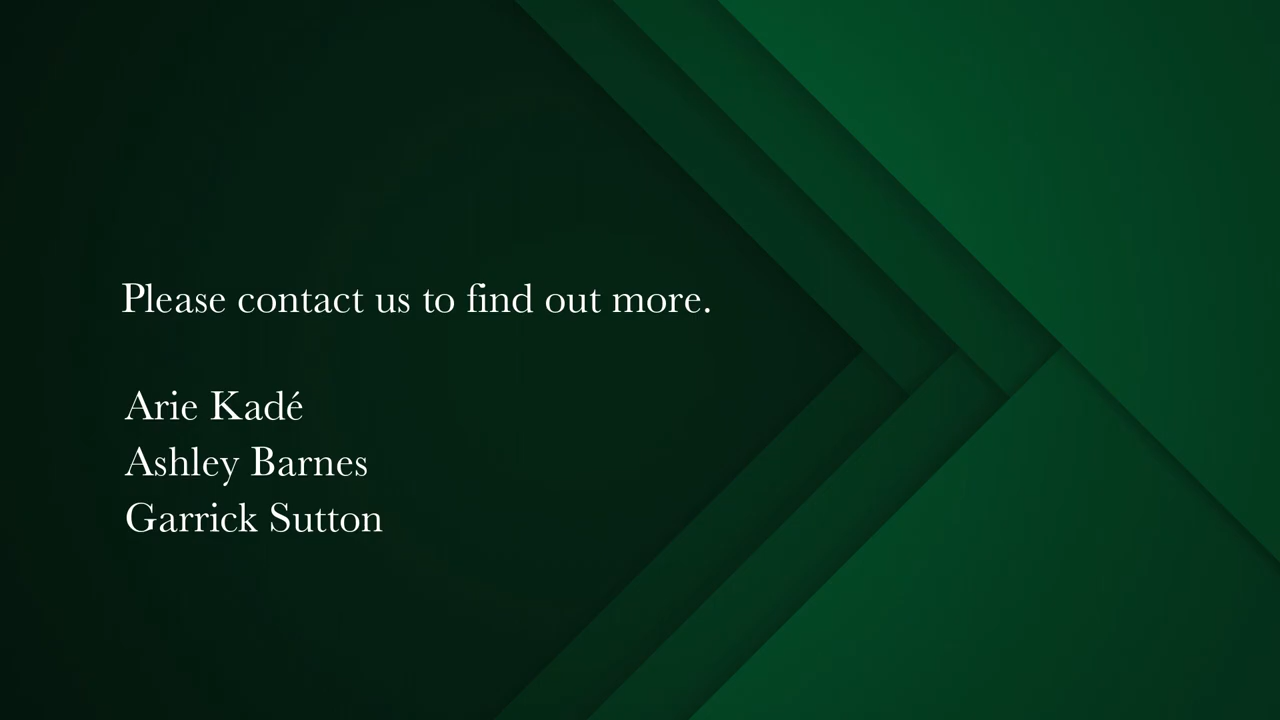 Please contact us to find out more.
Arie Kadé
Ashley Barnes
Garrick Sutton